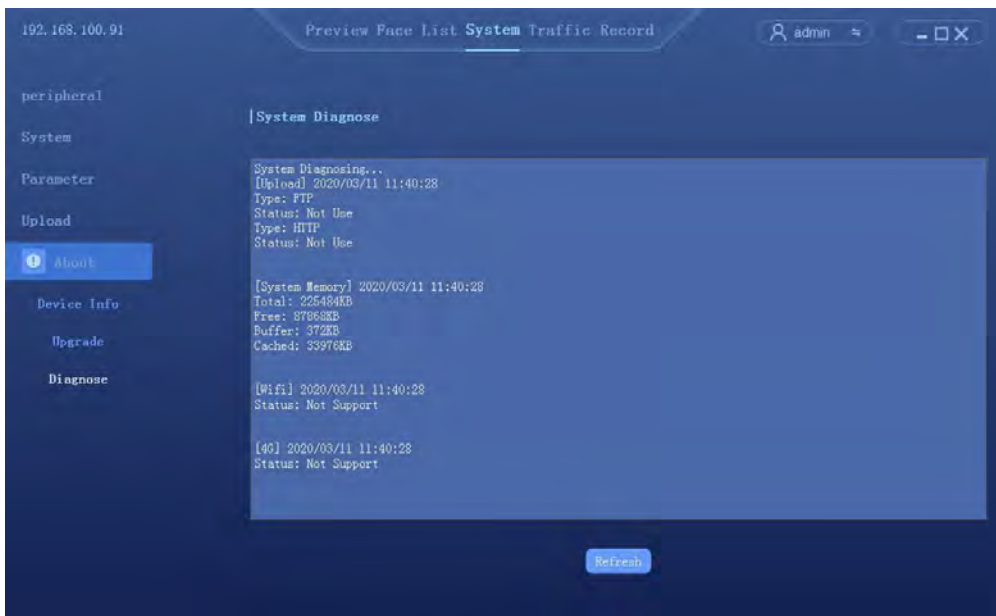 192.168.100.91
Preview Face List System Traffic Record
admin
peripheral
System
Parameter
Upload
About
Device Info
Upgrade
Diagnose
System Diagnose
System Diagnosing...
[Upload] 2020/03/11 11:40:28
Type: FTP
Status: Not Use
Type: HTTP
Status: Not Use
[System Memory] 2020/03/11 11:40:28
Total: 225484KB
Free: 87868KB
Buffer: 372KB
Cached: 33976KB
[Wifi] 2020/03/11 11:40:28
Status: Not Support
[4G] 2020/03/11 11:40:28
Status: Not Support
Refresh